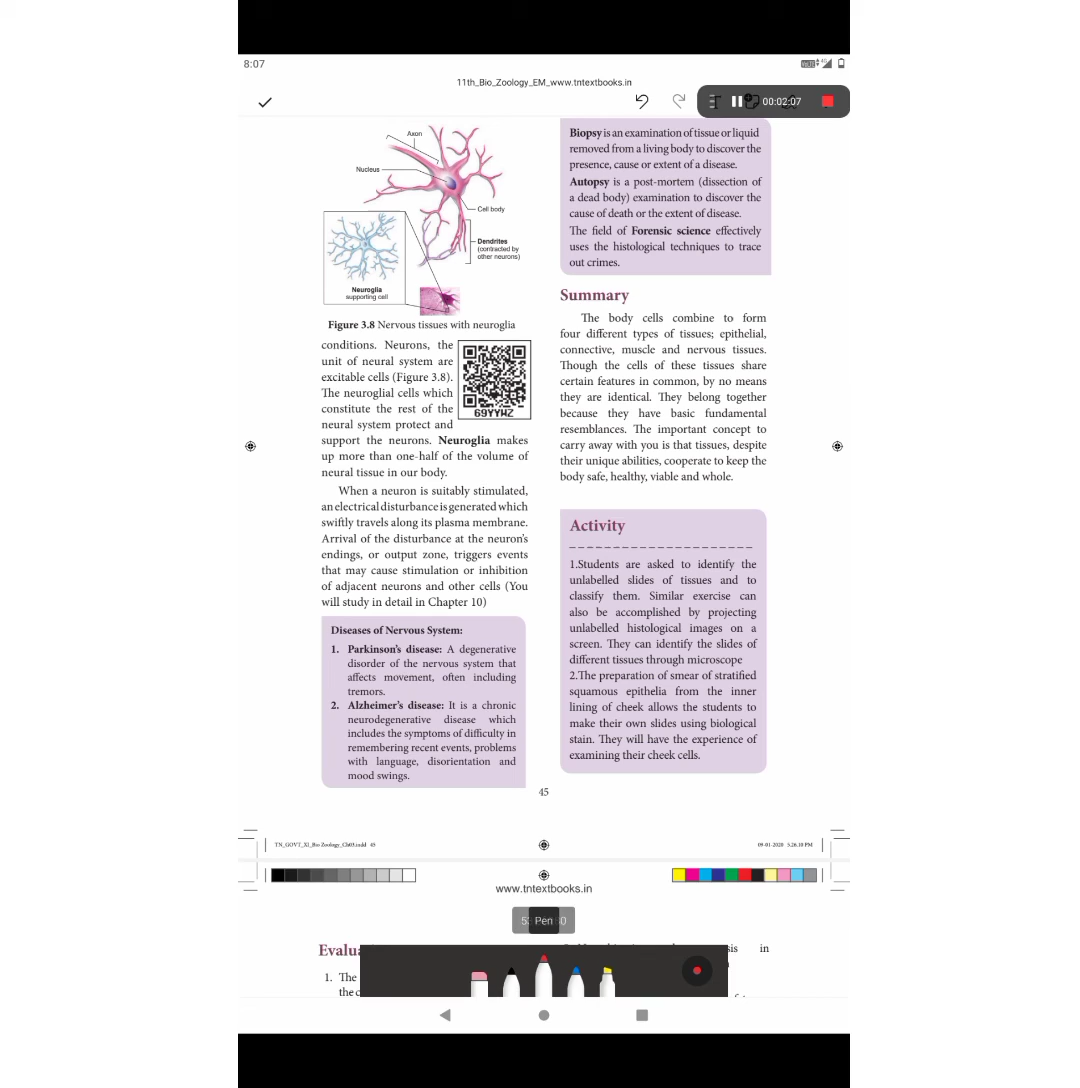 8:07
11th_Bio_Zoology_EM_www.tntextbooks.in
00:02:07
Axon
Nucleus
Cell body
Dendrites
(contracted by
other neurons)
Neuroglia
supporting cell
Figure 3.8 Nervous tissues with neuroglia
conditions. Neurons, the
unit of neural system are
excitable cells (Figure 3.8).
The neuroglial cells which
constitute the rest of the
neural system protect and
69YYWZ
support the neurons. Neuroglia makes
up more than one-half of the volume of
neural tissue in our body.
When a neuron is suitably stimulated,
an electrical disturbance is generated which
swiftly travels along its plasma membrane.
Arrival of the disturbance at the neuron's
endings, or output zone, triggers events
that may cause stimulation or inhibition
of adjacent neurons and other cells (You
will study in detail in Chapter 10)
Diseases of Nervous System:
1. Parkinson's disease: A degenerative
disorder of the nervous system that
affects movement, often including
tremors.
2. Alzheimer's disease: It is a chronic
neurodegenerative disease which
includes the symptoms of difficulty in
remembering recent events, problems
with language, disorientation and
mood swings.
Biopsy is an examination of tissue or liquid
removed from a living body to discover the
presence, cause or extent of a disease.
Autopsy is a post-mortem (dissection of
a dead body) examination to discover the
cause of death or the extent of disease.
The field of Forensic science effectively
uses the histological techniques to trace
out crimes.
Summary
The body cells combine to form
four different types of tissues; epithelial,
connective, muscle and nervous tissues.
Though the cells of these tissues share
certain features in common, by no means
they are identical. They belong together
because they have basic fundamental
resemblances. The important concept to
carry away with you is that tissues, despite
their unique abilities, cooperate to keep the
body safe, healthy, viable and whole.
Activity
1.Students are asked to identify the
unlabelled slides of tissues and to
classify them. Similar exercise can
also be accomplished by projecting
unlabelled histological images on a
screen. They can identify the slides of
different tissues through microscope
2.The preparation of smear of stratified
squamous epithelia from the inner
lining of cheek allows the students to
make their own slides using biological
stain. They will have the experience of
examining their cheek cells.
45
TN_GOVT_XI_Bio Zoology_Ch03.indd 45
09-01-2020 5.26.10 PM
www.tntextbooks.in
Pen
1. The
in